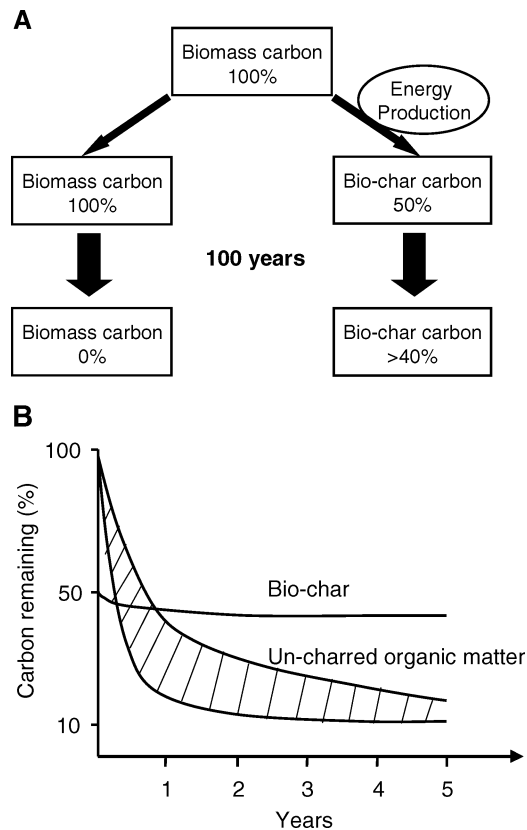 A
Biomass carbon
100%
Energy
Production
Biomass carbon
100%
Bio-char carbon
50%
100 years
Biomass carbon
0%
Bio-char carbon
>40%
B
100
50
10
Carbon remaining (%)
Bio-char
Un-charred organic matter
1
2
3
4
5
Years